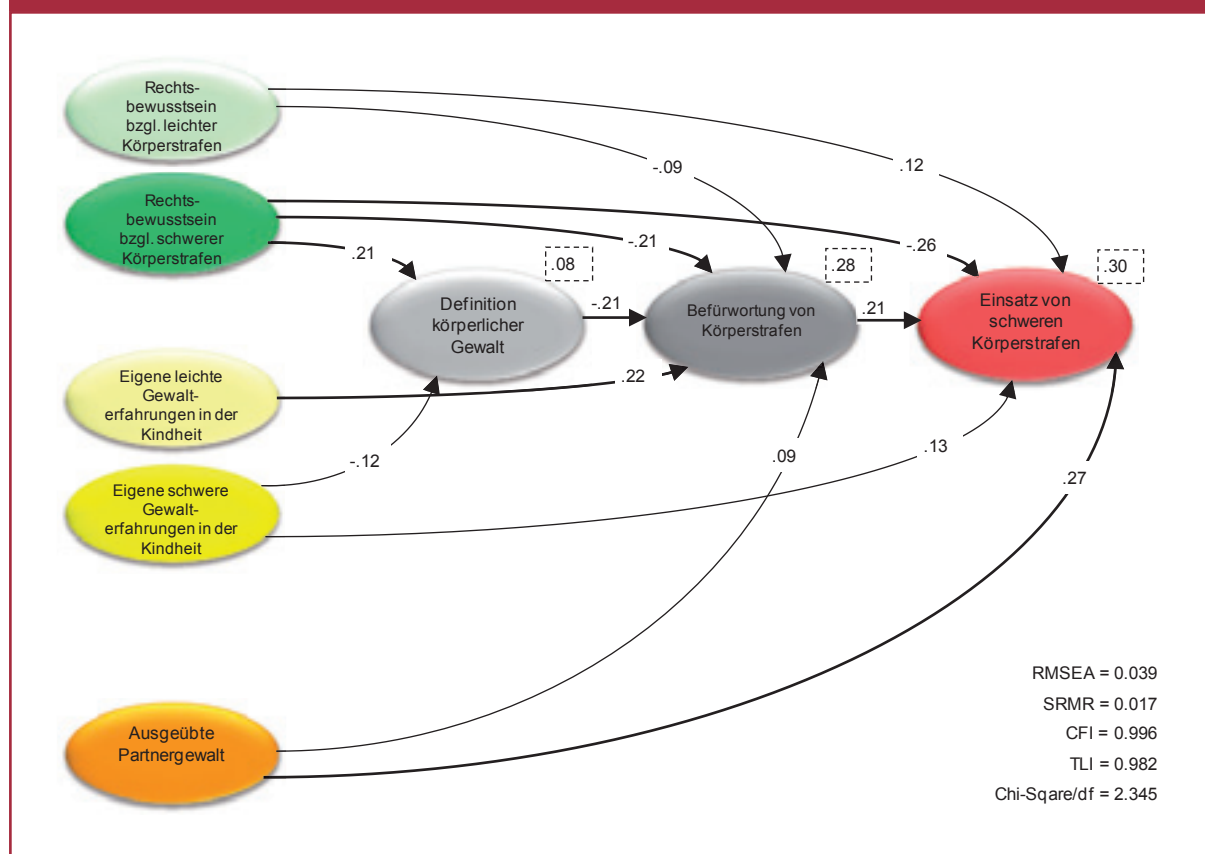 Rechts-
bewusstsein
bzgl. leichter
Körperstrafen
-.09
.12
Rechts-
bewusstsein
bzgl. schwerer
Körperstrafen
.21
-.21
-.26
.08
.28
.30
Definition
körperlicher
Gewalt
-.21
Befürwortung von
Körperstrafen
.21
Einsatz von
schweren
Körperstrafen
Eigene leichte
Gewalt-
erfahrungen in der
Kindheit
.22
-.12
.09
.13
.27
Eigene schwere
Gewalt-
erfahrungen in der
Kindheit
Ausgeübte
Partnergewalt
RMSEA = 0.039
SRMR = 0.017
CFI = 0.996
TLI = 0.982
Chi-Sqare/df = 2.345